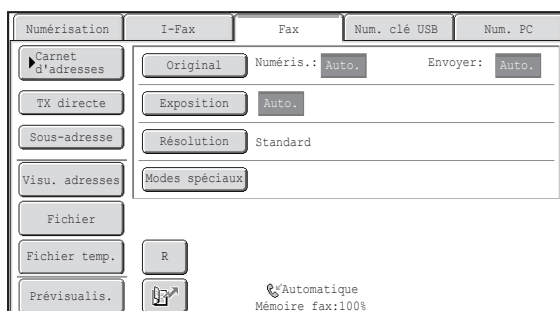 Numérisation
I-Fax
Fax
Num. clé USB
Num. PC
Carnet
d'adresses
Original
Numéris.: Auto.
Envoyer: Auto.
TX directe
Exposition
Auto.
Sous-adresse
Résolution
Standard
Visu. adresses
Modes spéciaux
Fichier
Fichier temp.
R
Prévisualis.
Automatique
Mémoire fax:100%